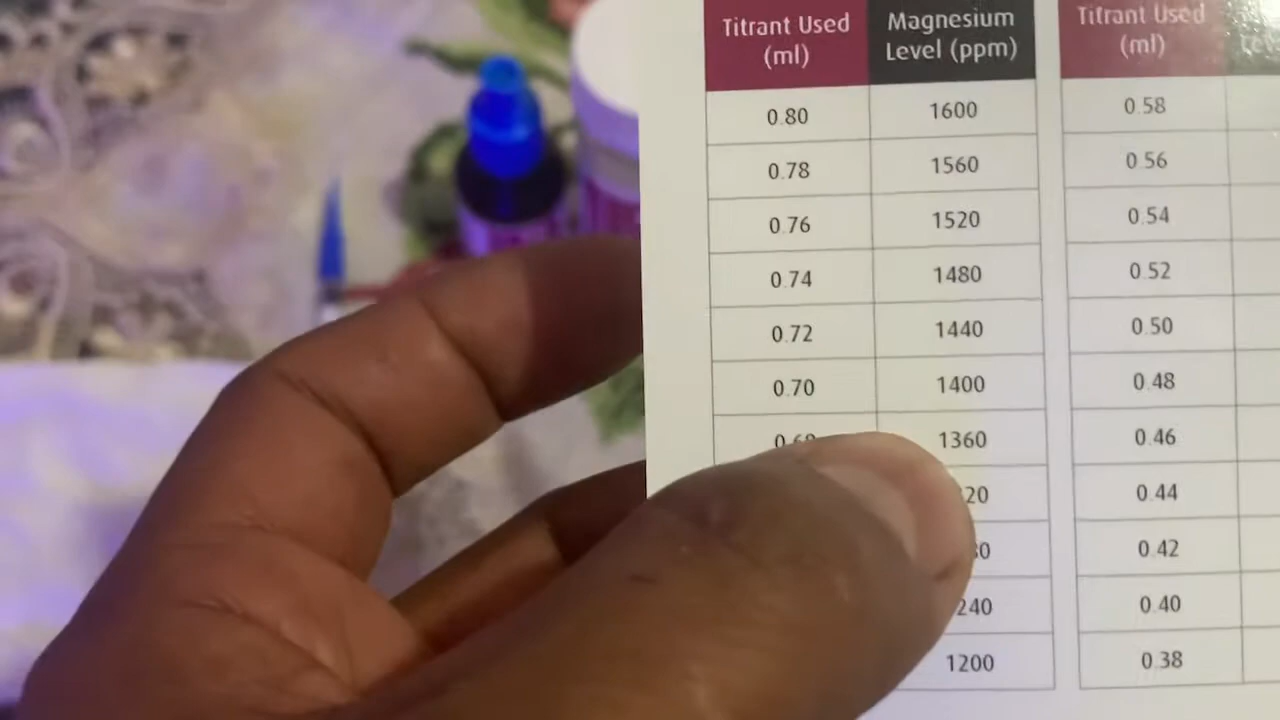 Titrant Used (ml) Magnesium Level (ppm) Titrant Used (ml)
0.80 1600 0.58
0.78 1560 0.56
0.76 1520 0.54
0.74 1480 0.52
0.72 1440 0.50
0.70 1400 0.48
1360 0.46
20 0.44
0.42
240 0.40
1200 0.38